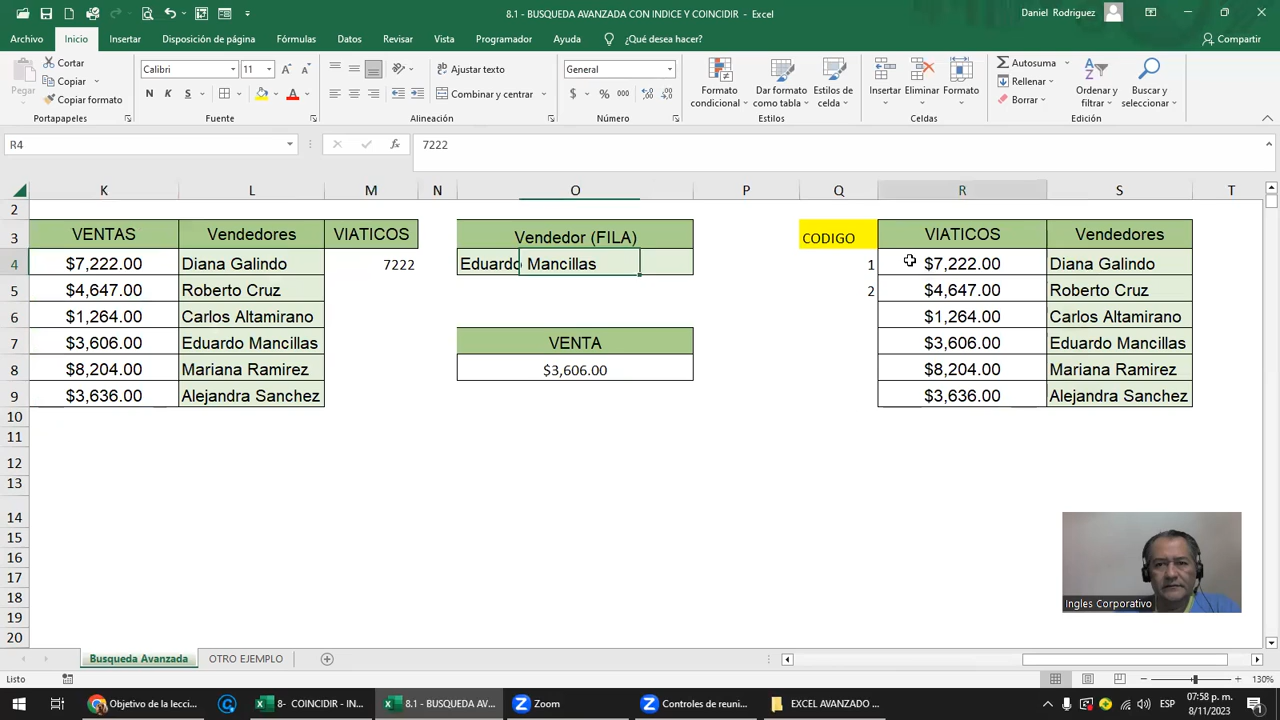 8.1 - BUSQUEDA AVANZADA CON INDICE Y COINCIDIR - Excel
Daniel Rodriguez
Archivo Inicio Insertar Disposición de página Fórmulas Datos Revisar Vista Programador Ayuda ¿Qué desea hacer? Compartir
Pegar
Cortar
Copiar
Copiar formato
Portapapeles
Calibri 11
N K S
Fuente
Ajustar texto
Combinar y centrar
Alineación
General
$ % 000
Número
Formato condicional
Dar formato como tabla
Estilos de celda
Estilos
Insertar Eliminar Formato
Celdas
Autosuma
Rellenar
Borrar
Ordenar y filtrar
Buscar y seleccionar
Edición
R4 fx 7222
K L M N O P Q R S T
2
3 VENTAS Vendedores VIATICOS Vendedor (FILA) CODIGO VIATICOS Vendedores
4 $7,222.00 Diana Galindo 7222 Eduardo Mancillas 1 $7,222.00 Diana Galindo
5 $4,647.00 Roberto Cruz 2 $4,647.00 Roberto Cruz
6 $1,264.00 Carlos Altamirano $1,264.00 Carlos Altamirano
7 $3,606.00 Eduardo Mancillas VENTA $3,606.00 Eduardo Mancillas
8 $8,204.00 Mariana Ramirez $3,606.00 $8,204.00 Mariana Ramirez
9 $3,636.00 Alejandra Sanchez $3,636.00 Alejandra Sanchez
10
11
12
13
14
15
16
17
18
19
20
Ingles Corporativo
Busqueda Avanzada OTRO EJEMPLO
Listo 130%
Objetivo de la lecci... 8- COINCIDIR - IN... 8.1 - BUSQUEDA AV... Zoom Controles de reuni... EXCEL AVANZADO ... ESP 07:58 p. m.
8/11/2023